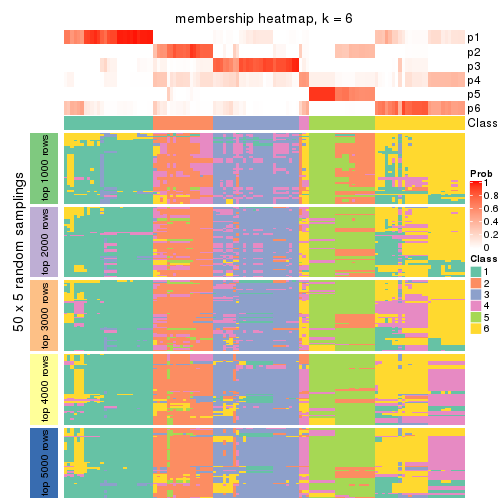 membership heatmap, k = 6
p1
p2
p3
p4
p5
p6
Class
50 x 5 random samplings
top 1000 rows
top 2000 rows
top 3000 rows
top 4000 rows
top 5000 rows
Prob
1
0.8
0.6
0.4
0.2
0
Class
1
2
3
4
5
6